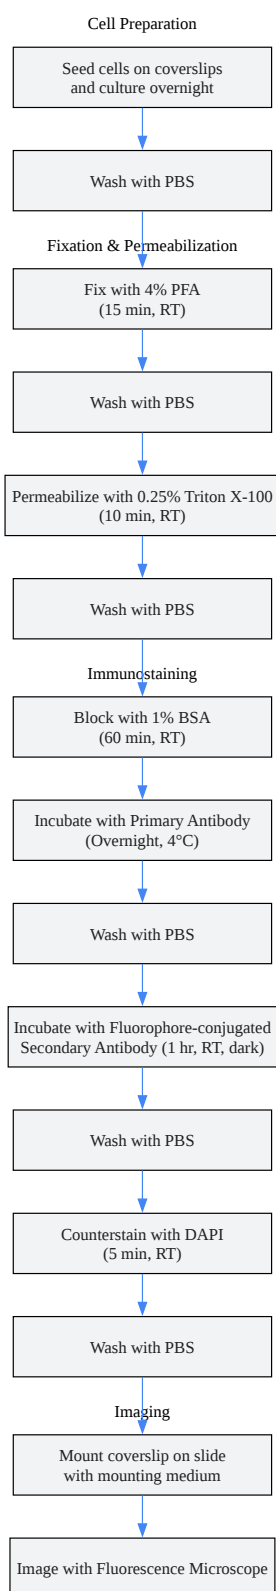 Cell Preparation
Seed cells on coverslips
and culture overnight
Wash with PBS
Fixation & Permeabilization
Fix with 4% PFA
(15 min, RT)
Wash with PBS
Permeabilize with 0.25% Triton X-100
(10 min, RT)
Wash with PBS
Immunostaining
Block with 1% BSA
(60 min, RT)
Incubate with Primary Antibody
(Overnight, 4°C)
Wash with PBS
Incubate with Fluorophore-conjugated
Secondary Antibody (1 hr, RT, dark)
Wash with PBS
Counterstain with DAPI
(5 min, RT)
Wash with PBS
Imaging
Mount coverslip on slide
with mounting medium
Image with Fluorescence Microscope